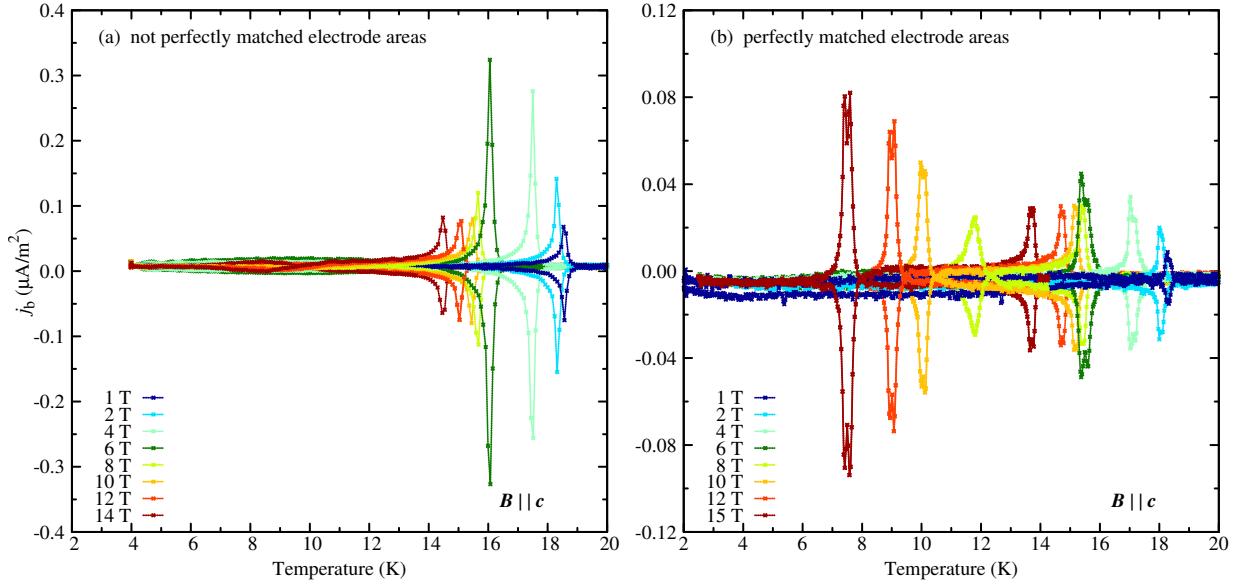 (a) not perfectly matched electrode areas
0.4
0.3
0.2
0.1
0.0
-0.1
-0.2
-0.3
-0.4
j_b (μA/m²)
1 T
2 T
4 T
6 T
8 T
10 T
12 T
14 T
B || c
2 4 6 8 10 12 14 16 18 20
Temperature (K)
(b) perfectly matched electrode areas
0.12
0.08
0.04
0.00
-0.04
-0.08
-0.12
1 T
2 T
4 T
6 T
8 T
10 T
12 T
15 T
B || c
2 4 6 8 10 12 14 16 18 20
Temperature (K)